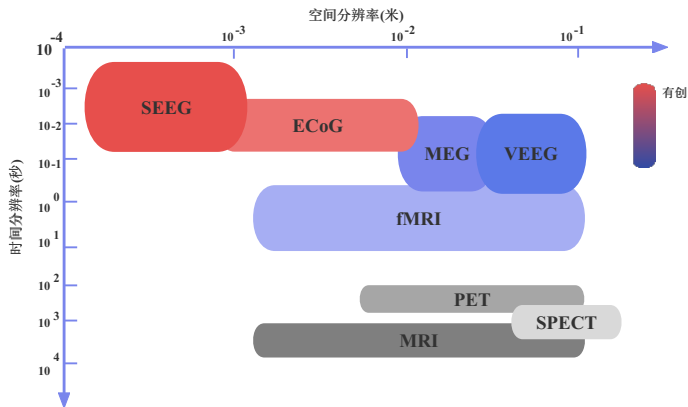 空间分辨率(米)
10⁻³
10⁻²
10⁻¹
10⁻⁴
10⁻³
10⁻²
10⁻¹
10⁰
10¹
10²
10³
10⁴
时间分辨率(秒)
SEEG
ECoG
MEG
VEEG
fMRI
PET
SPECT
MRI
有创